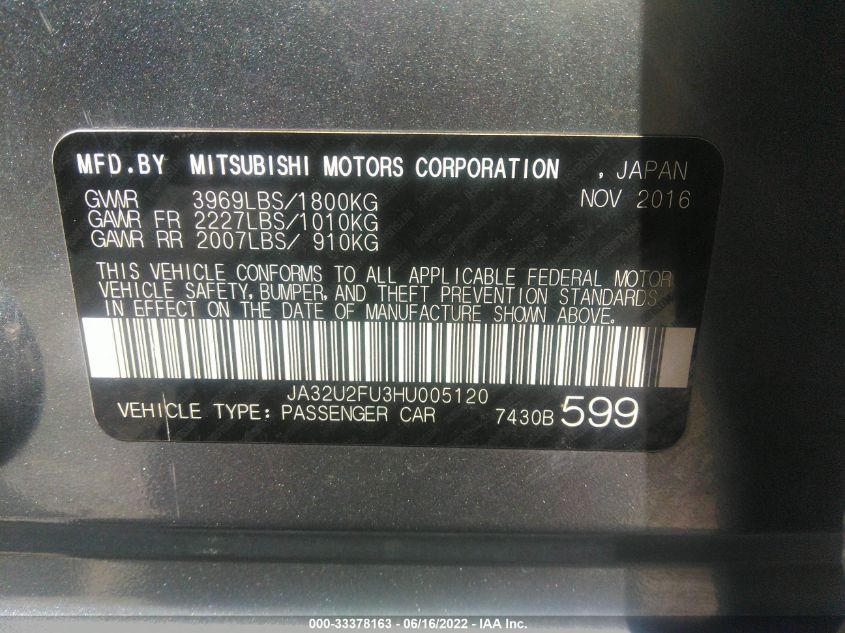 MFD.BY MITSUBISHI MOTORS CORPORATION , JAPAN
GVWR 3969LBS/1800KG NOV 2016
GAWR FR 2227LBS/1010KG
GAWR RR 2007LBS/ 910KG
THIS VEHICLE CONFORMS TO ALL APPLICABLE FEDERAL MOTOR
VEHICLE SAFETY, BUMPER, AND THEFT PREVENTION STANDARDS
IN EFFECT ON THE DATE OF MANUFACTURE SHOWN ABOVE.
JA32U2FU3HU005120
VEHICLE TYPE: PASSENGER CAR 7430B 599
000-33378163 - 06/16/2022 - IAA Inc.